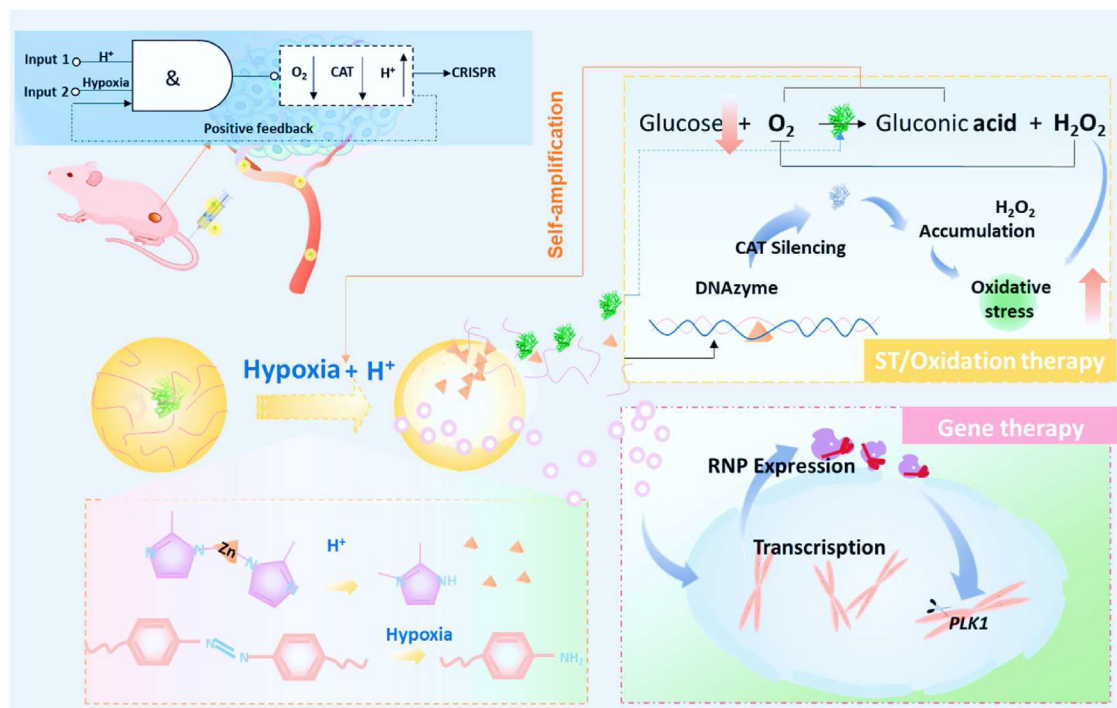 Input 1
H⁺
Input 2
Hypoxia
&
O₂
CAT
H⁺
CRISPR
Positive feedback
Self-amplification
Glucose + O₂
Gluconic acid + H₂O₂
H₂O₂
Accumulation
CAT Silencing
DNAzyme
Oxidative
stress
ST/Oxidation therapy
Hypoxia + H⁺
Gene therapy
RNP Expression
Transcrisption
PLK1
N
N
Zn
N
N
H⁺
N
NH
N
N
Hypoxia
NH₂